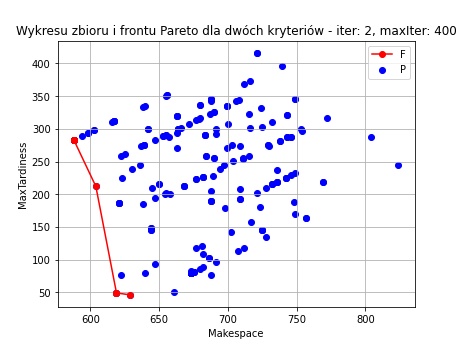 Wykresu zbioru i frontu Pareto dla dwóch kryteriów - iter: 2, maxIter: 400
F
P
400
350
300
250
200
150
100
50
MaxTardiness
600
650
700
750
800
Makespace